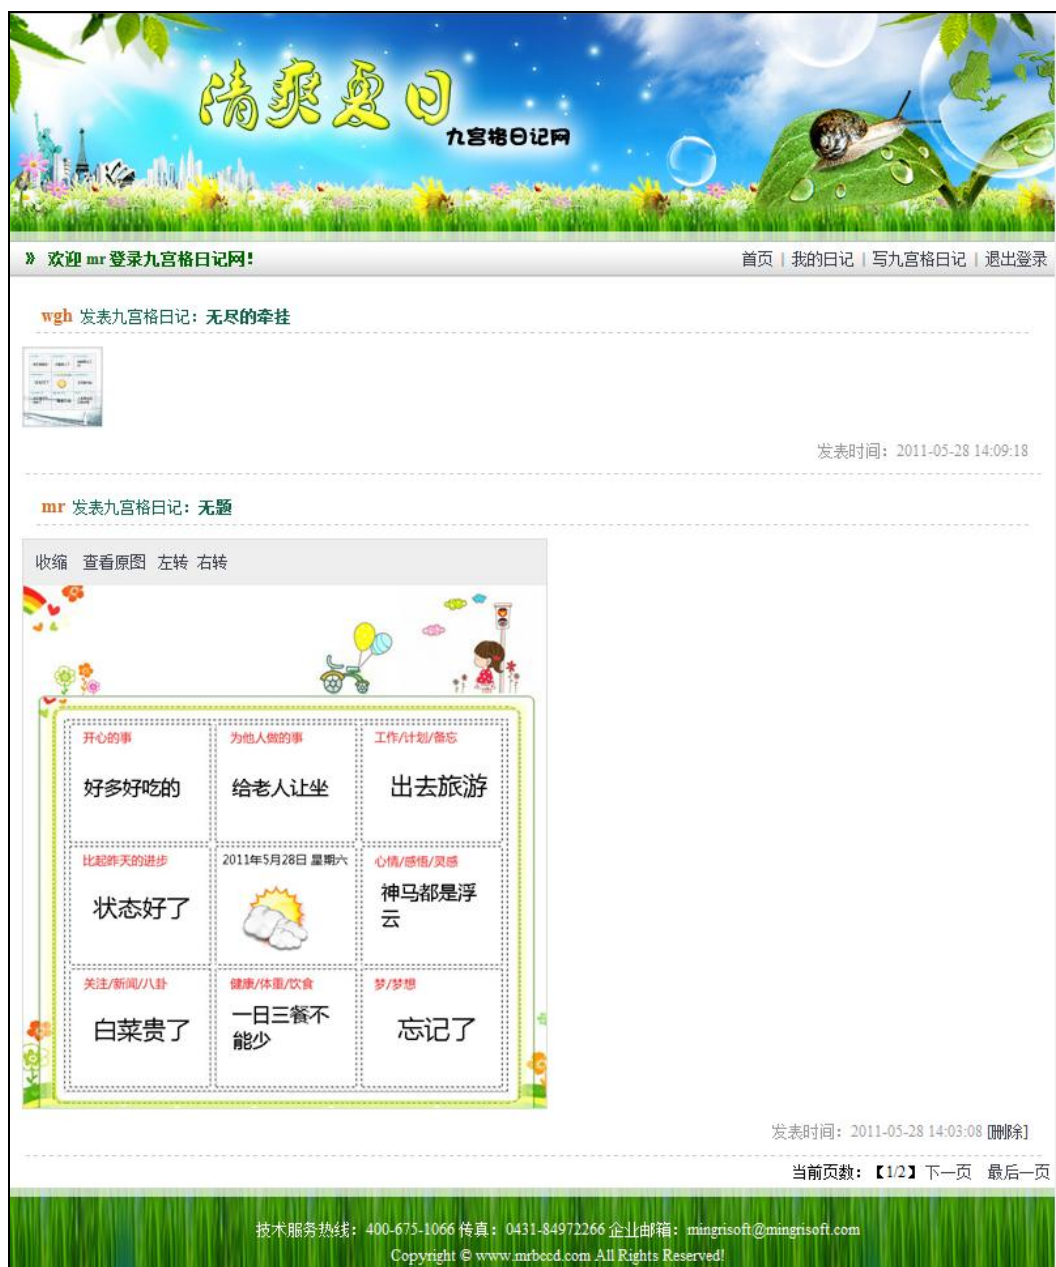 清爽夏日
九宫格日记网
》 欢迎 mr 登录九宫格日记网！
首页 | 我的日记 | 写九宫格日记 | 退出登录
wgh 发表九宫格日记：无尽的牵挂
发表时间：2011-05-28 14:09:18
mr 发表九宫格日记：无题
收缩 查看原图 左转 右转
开心的事 为他人做的事 工作/计划/备忘
好多好吃的 给老人让坐 出去旅游
比起昨天的进步 2011年5月28日 星期六 心情/感悟/灵感
状态好了 神马都是浮
云
关注/新闻/八卦 健康/体重/饮食 梦/梦想
白菜贵了 一日三餐不 忘记了
能少
发表时间：2011-05-28 14:03:08 [删除]
当前页数：【1/2】下一页 最后一页
技术服务热线：400-675-1066 传真：0431-84972266 企业邮箱：mingrisoft@mingrisoft.com
Copyright © www.mrbccd.com All Rights Reserved!